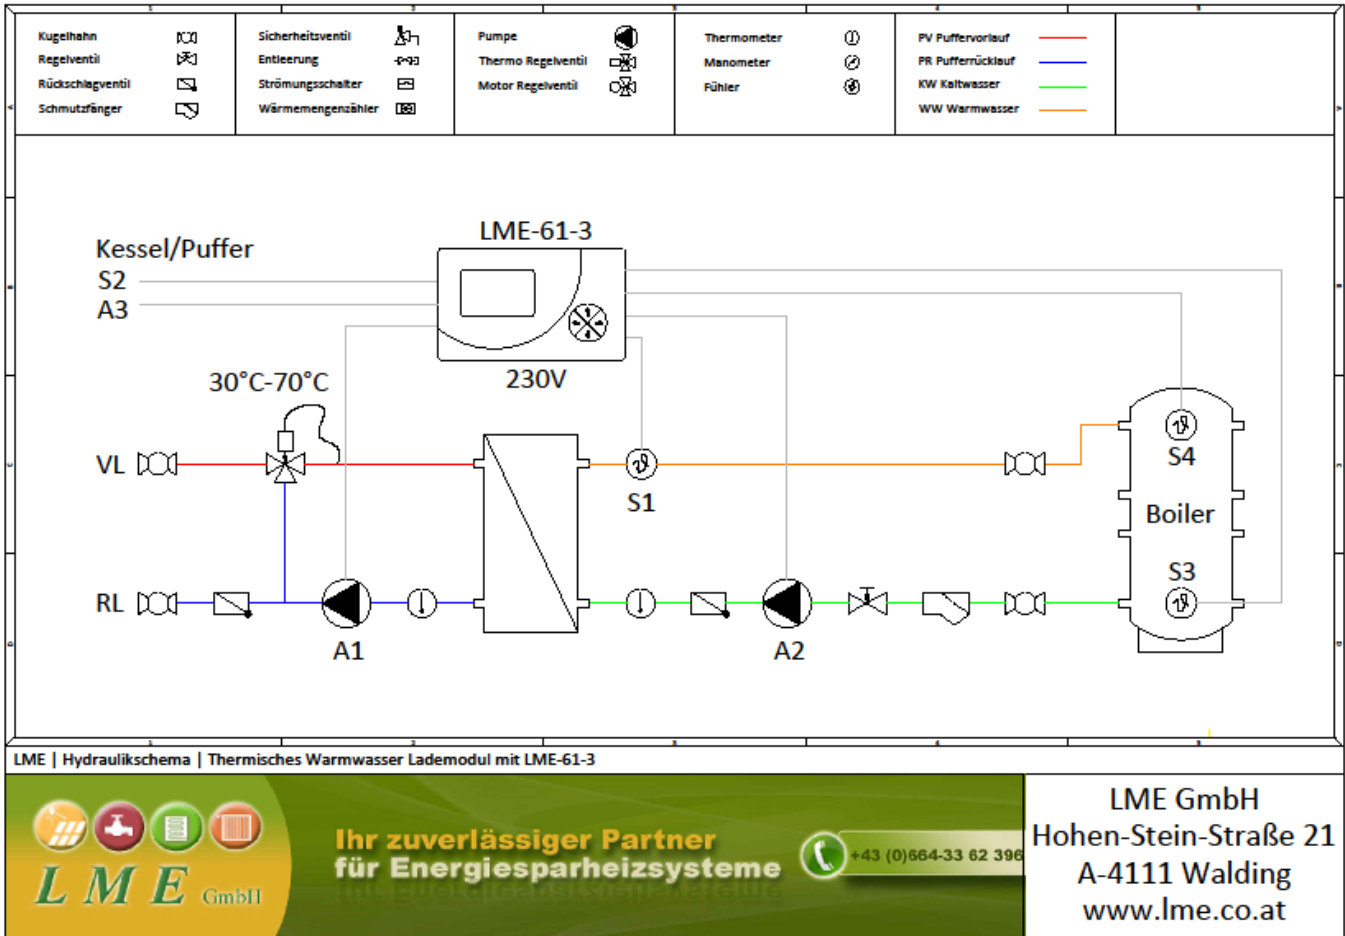 Kugelhahn
Regelventil
Rückschlagventil
Schmutzfänger
Sicherheitsventil
Entleerung
Strömungsschalter
Wärmemengenzähler
Pumpe
Thermo Regelventil
Motor Regelventil
Thermometer
Manometer
Fühler
PV Puffervorlauf
PR Pufferrücklauf
KW Kaltwasser
WW Warmwasser
LME-61-3
Kessel/Puffer
S2
A3
230V
30°C-70°C
VL
S1
S4
Boiler
S3
RL
A1
A2
LME | Hydraulikschema | Thermisches Warmwasser Lademodul mit LME-61-3
LME GmbH
Ihr zuverlässiger Partner
für Energiesparheizsysteme
+43 (0)664-33 62 396
LME GmbH
Hohen-Stein-Straße 21
A-4111 Walding
www.lme.co.at